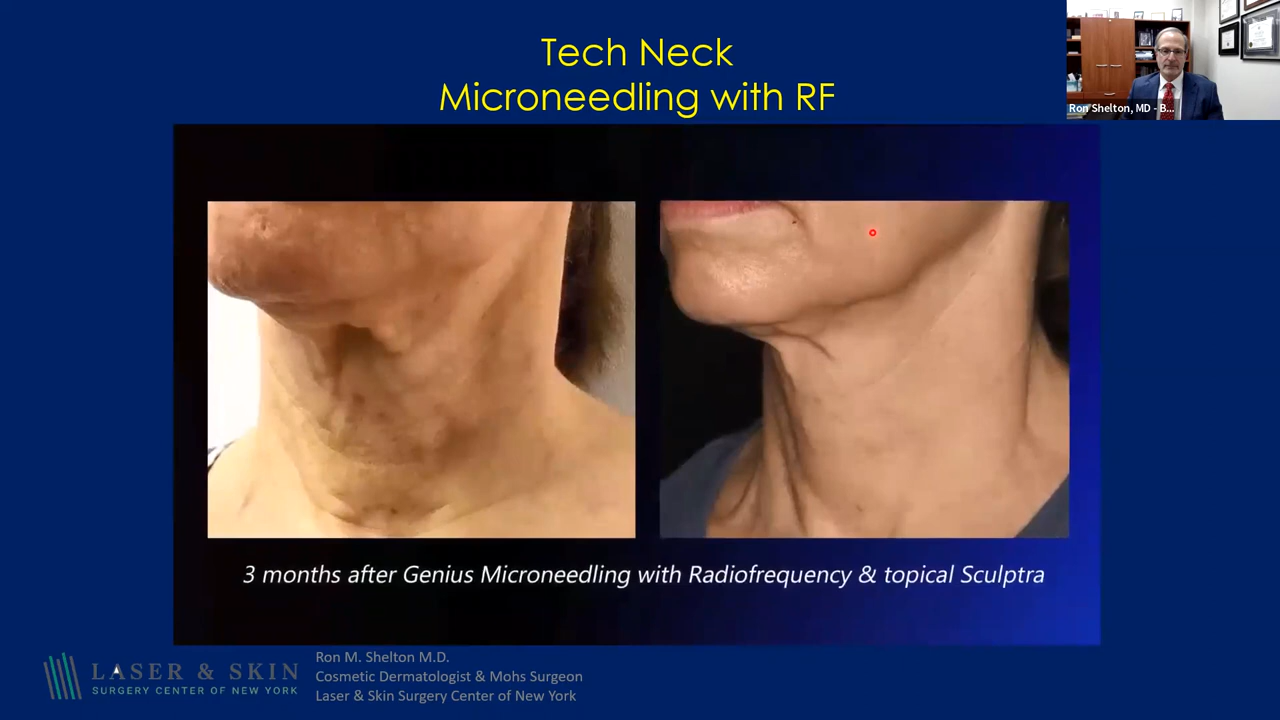 Tech Neck
Microneedling with RF
Ron Shelton, MD - B...
3 months after Genius Microneedling with Radiofrequency & topical Sculptra
LASER & SKIN
SURGERY CENTER OF NEW YORK
Ron M. Shelton M.D.
Cosmetic Dermatologist & Mohs Surgeon
Laser & Skin Surgery Center of New York